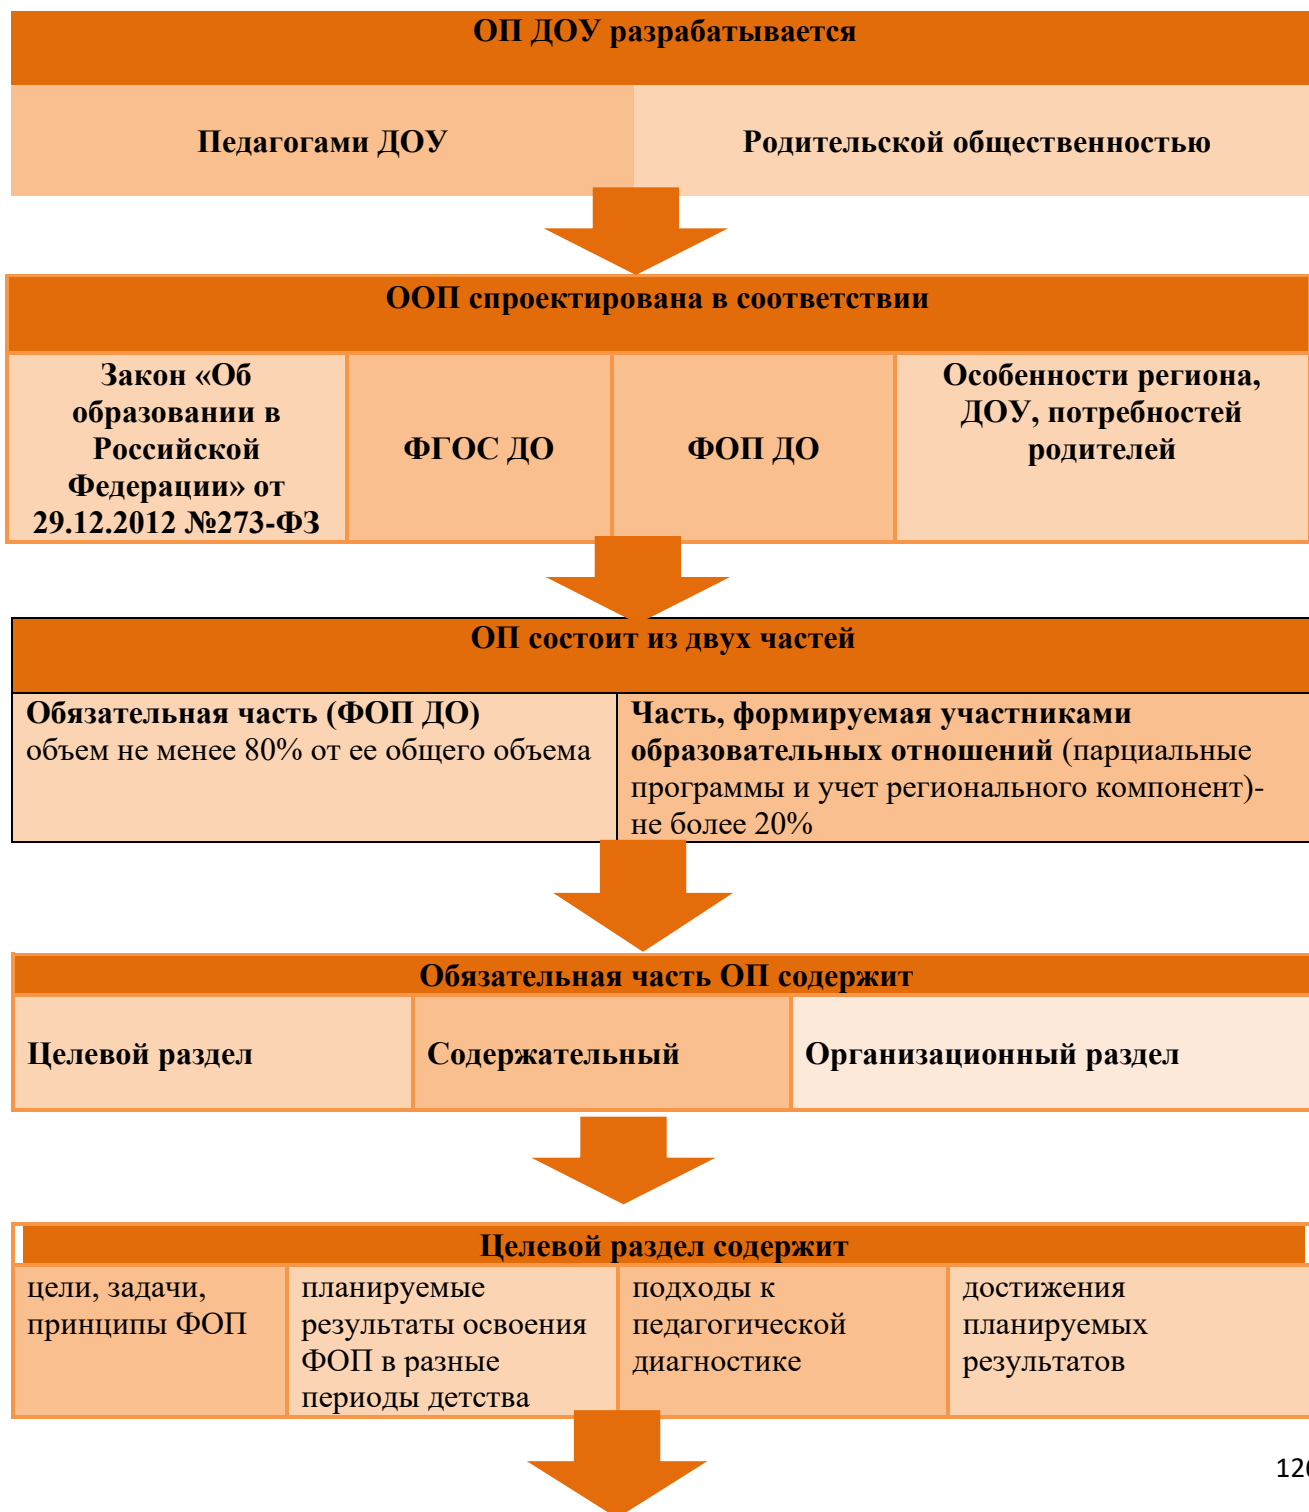 ОП ДОУ разрабатывается
Педагогами ДОУ
Родительской общественностью
ООП спроектирована в соответствии
Закон «Об
образовании в
Российской
Федерации» от
29.12.2012 №273-ФЗ
ФГОС ДО
ФОП ДО
Особенности региона,
ДОУ, потребностей
родителей
ОП состоит из двух частей
Обязательная часть (ФОП ДО)
объем не менее 80% от ее общего объема
Часть, формируемая участниками
образовательных отношений (парциальные
программы и учет регионального компонент)-
не более 20%
Обязательная часть ОП содержит
Целевой раздел
Содержательный
Организационный раздел
Целевой раздел содержит
цели, задачи,
принципы ФОП
планируемые
результаты освоения
ФОП в разные
периоды детства
подходы к
педагогической
диагностике
достижения
планируемых
результатов
126